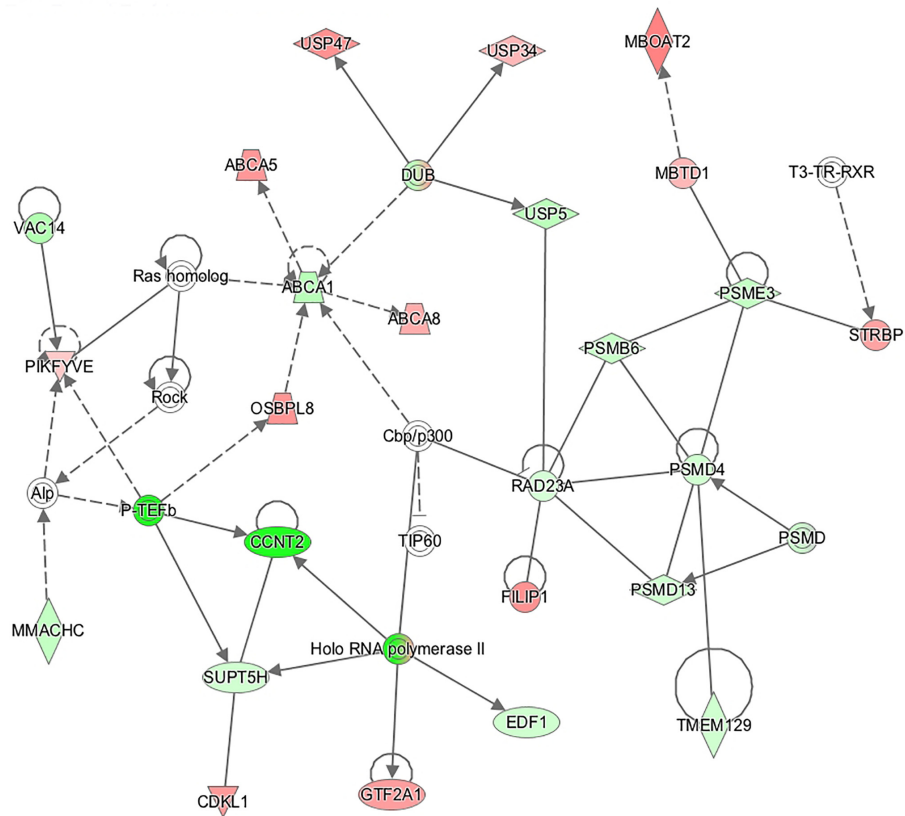 USP47
USP34
MBOAT2
ABCA5
DUB
MBTD1
T3-TR-RXR
VAC14
USP5
Ras homolog
ABCA1
PSME3
ABCA8
STRBP
PSMB6
PIKFYVE
Rock
OSBPL8
Cbp/p300
PSMD4
RAD23A
Alp
P-TEFb
CCNT2
TIP60
PSMD
FILIP1
PSMD13
MMACHC
Holo RNA polymerase II
SUPT5H
EDF1
TMEM129
CDKL1
GTF2A1